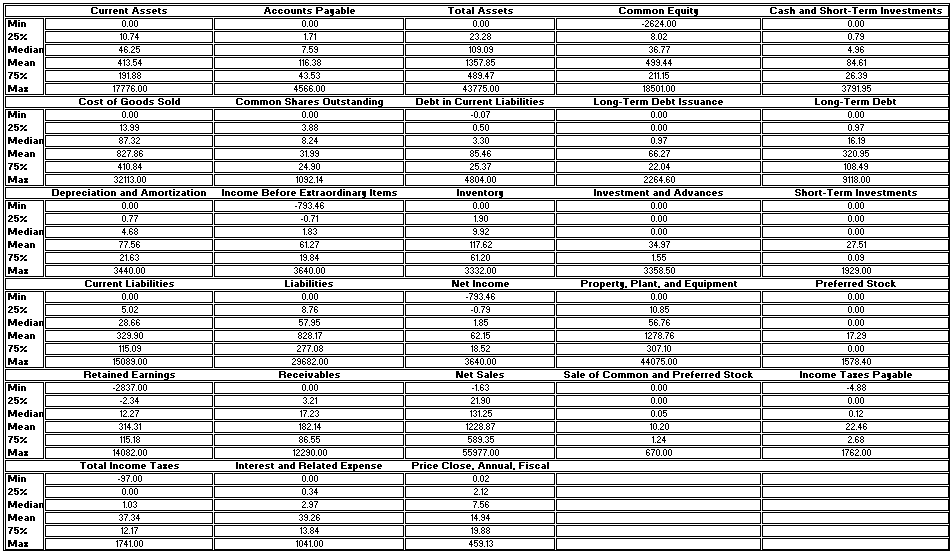 Current Assets Accounts Payable Total Assets Common Equity Cash and Short-Term Investments
Min 0.00 0.00 0.00 -2624.00 0.00
25% 10.74 1.71 23.28 8.02 0.79
Median 46.25 7.59 109.09 36.77 4.96
Mean 413.54 116.38 1357.85 499.44 84.61
75% 191.88 43.53 489.47 211.15 26.39
Max 17776.00 4566.00 43775.00 18501.00 3791.95
Cost of Goods Sold Common Shares Outstanding Debt in Current Liabilities Long-Term Debt Issuance Long-Term Debt
Min 0.00 0.00 -0.07 0.00 0.00
25% 13.99 3.88 0.50 0.00 0.97
Median 87.32 8.24 3.30 0.97 16.19
Mean 827.86 31.99 85.46 66.27 320.95
75% 410.84 24.90 25.37 22.04 108.49
Max 32113.00 1092.14 4804.00 2264.60 9118.00
Depreciation and Amortization Income Before Extraordinary Items Inventory Investment and Advances Short-Term Investments
Min 0.00 -793.46 0.00 0.00 0.00
25% 0.77 -0.71 1.90 0.00 0.00
Median 4.68 1.83 9.92 0.00 0.00
Mean 77.56 61.27 117.62 34.97 27.51
75% 21.63 19.84 61.20 1.55 0.09
Max 3440.00 3640.00 3332.00 3358.50 1929.00
Current Liabilities Liabilities Net Income Property, Plant, and Equipment Preferred Stock
Min 0.00 0.00 -793.46 0.00 0.00
25% 5.02 8.76 -0.79 10.85 0.00
Median 28.66 57.95 1.85 56.76 0.00
Mean 329.90 828.17 62.15 1278.76 17.29
75% 115.09 277.08 18.52 307.10 0.00
Max 15089.00 29682.00 3640.00 44075.00 1578.40
Retained Earnings Receivables Net Sales Sale of Common and Preferred Stock Income Taxes Payable
Min -2837.00 0.00 -1.63 0.00 -4.88
25% -2.34 3.21 21.90 0.00 0.00
Median 12.27 17.23 131.25 0.05 0.12
Mean 314.31 182.14 1228.87 10.20 22.46
75% 115.18 86.55 589.35 1.24 2.68
Max 14082.00 12290.00 55977.00 670.00 1762.00
Total Income Taxes Interest and Related Expense Price Close, Annual, Fiscal
Min -97.00 0.00 0.02
25% 0.00 0.34 2.12
Median 1.03 2.97 7.56
Mean 37.34 39.26 14.94
75% 12.17 13.84 19.88
Max 1741.00 1041.00 459.13